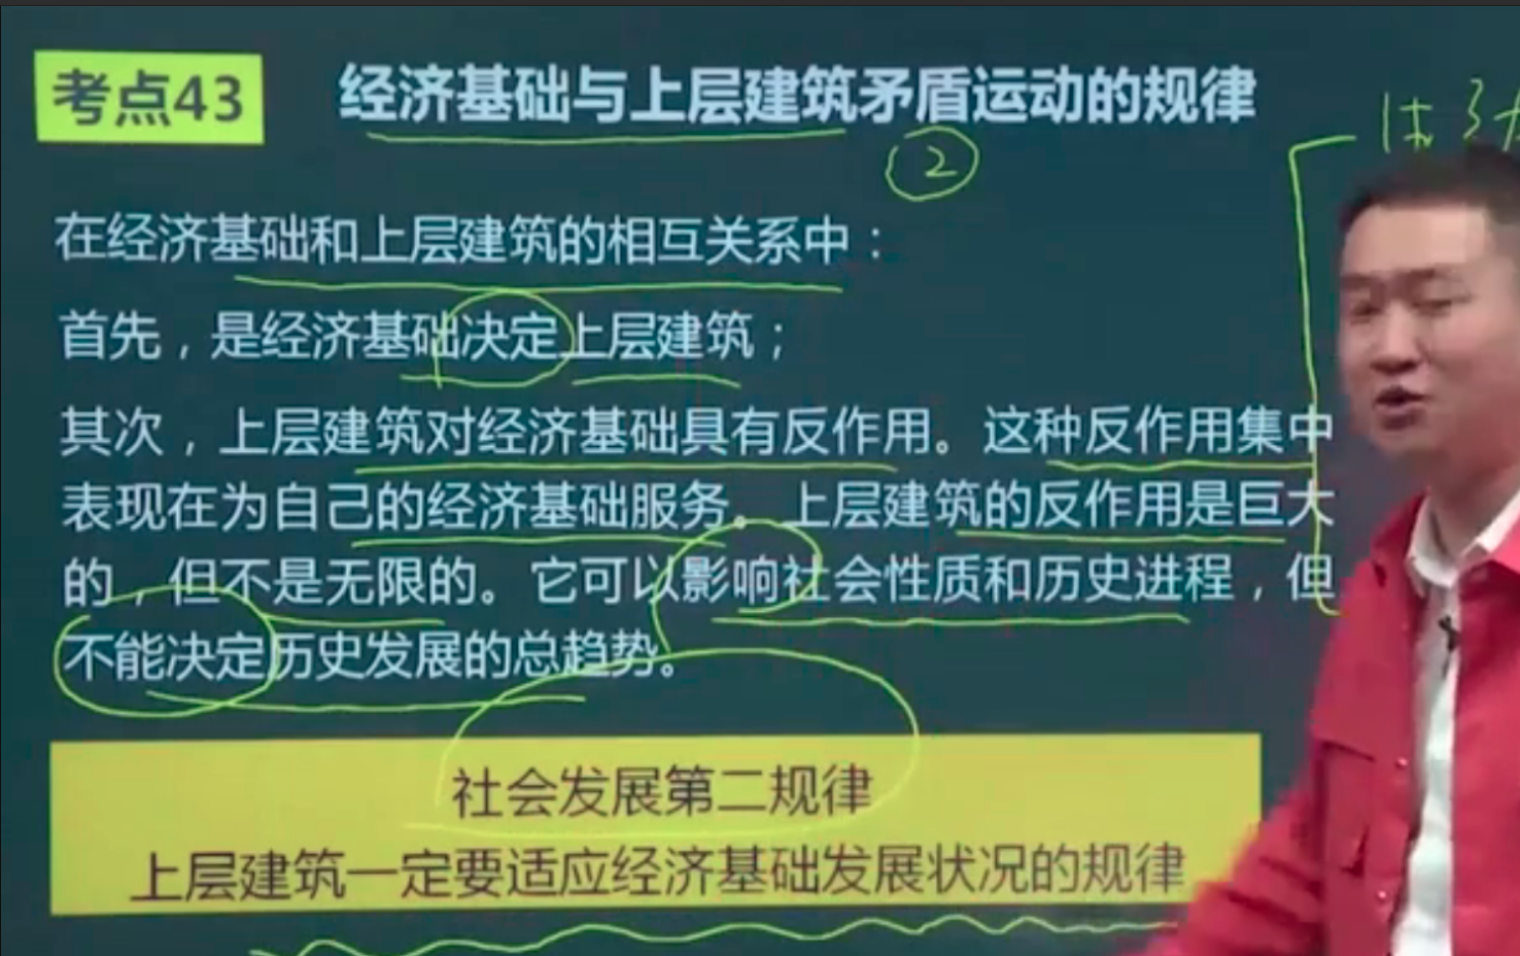 考点43 经济基础与上层建筑矛盾运动的规律
②
在经济基础和上层建筑的相互关系中：
首先，是经济基础决定上层建筑；
其次，上层建筑对经济基础具有反作用。这种反作用集中
表现在为自己的经济基础服务。上层建筑的反作用是巨大
的，但不是无限的。它可以影响社会性质和历史进程，但
不能决定历史发展的总趋势。
社会发展第二规律
上层建筑一定要适应经济基础发展状况的规律